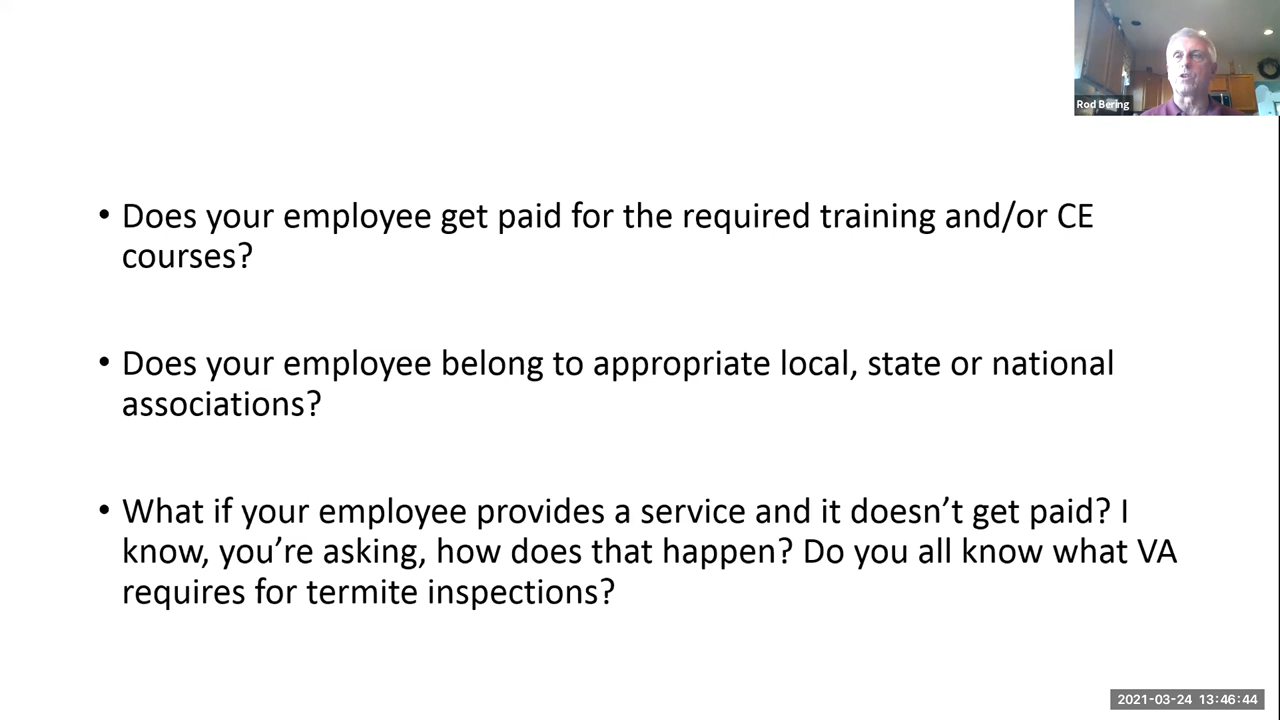 Rod Bering
• Does your employee get paid for the required training and/or CE
courses?
• Does your employee belong to appropriate local, state or national
associations?
• What if your employee provides a service and it doesn’t get paid? I
know, you’re asking, how does that happen? Do you all know what VA
requires for termite inspections?
2021-03-24 13:46:44